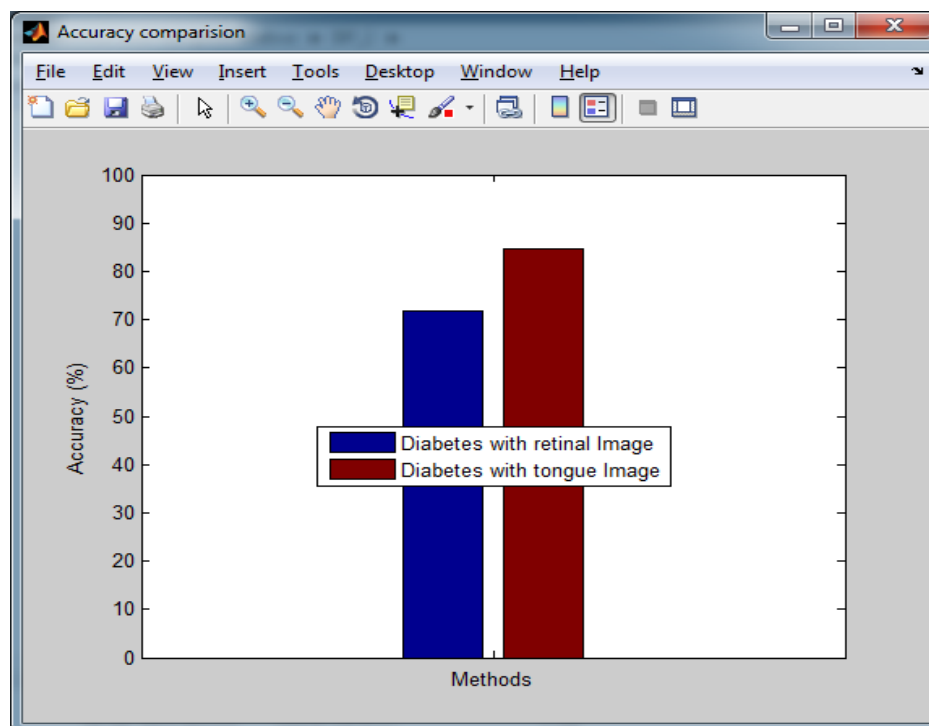 Accuracy comparision
File Edit View Insert Tools Desktop Window Help
100
90
80
70
60
50
40
30
20
10
0
Accuracy (%)
Diabetes with retinal Image
Diabetes with tongue Image
Methods